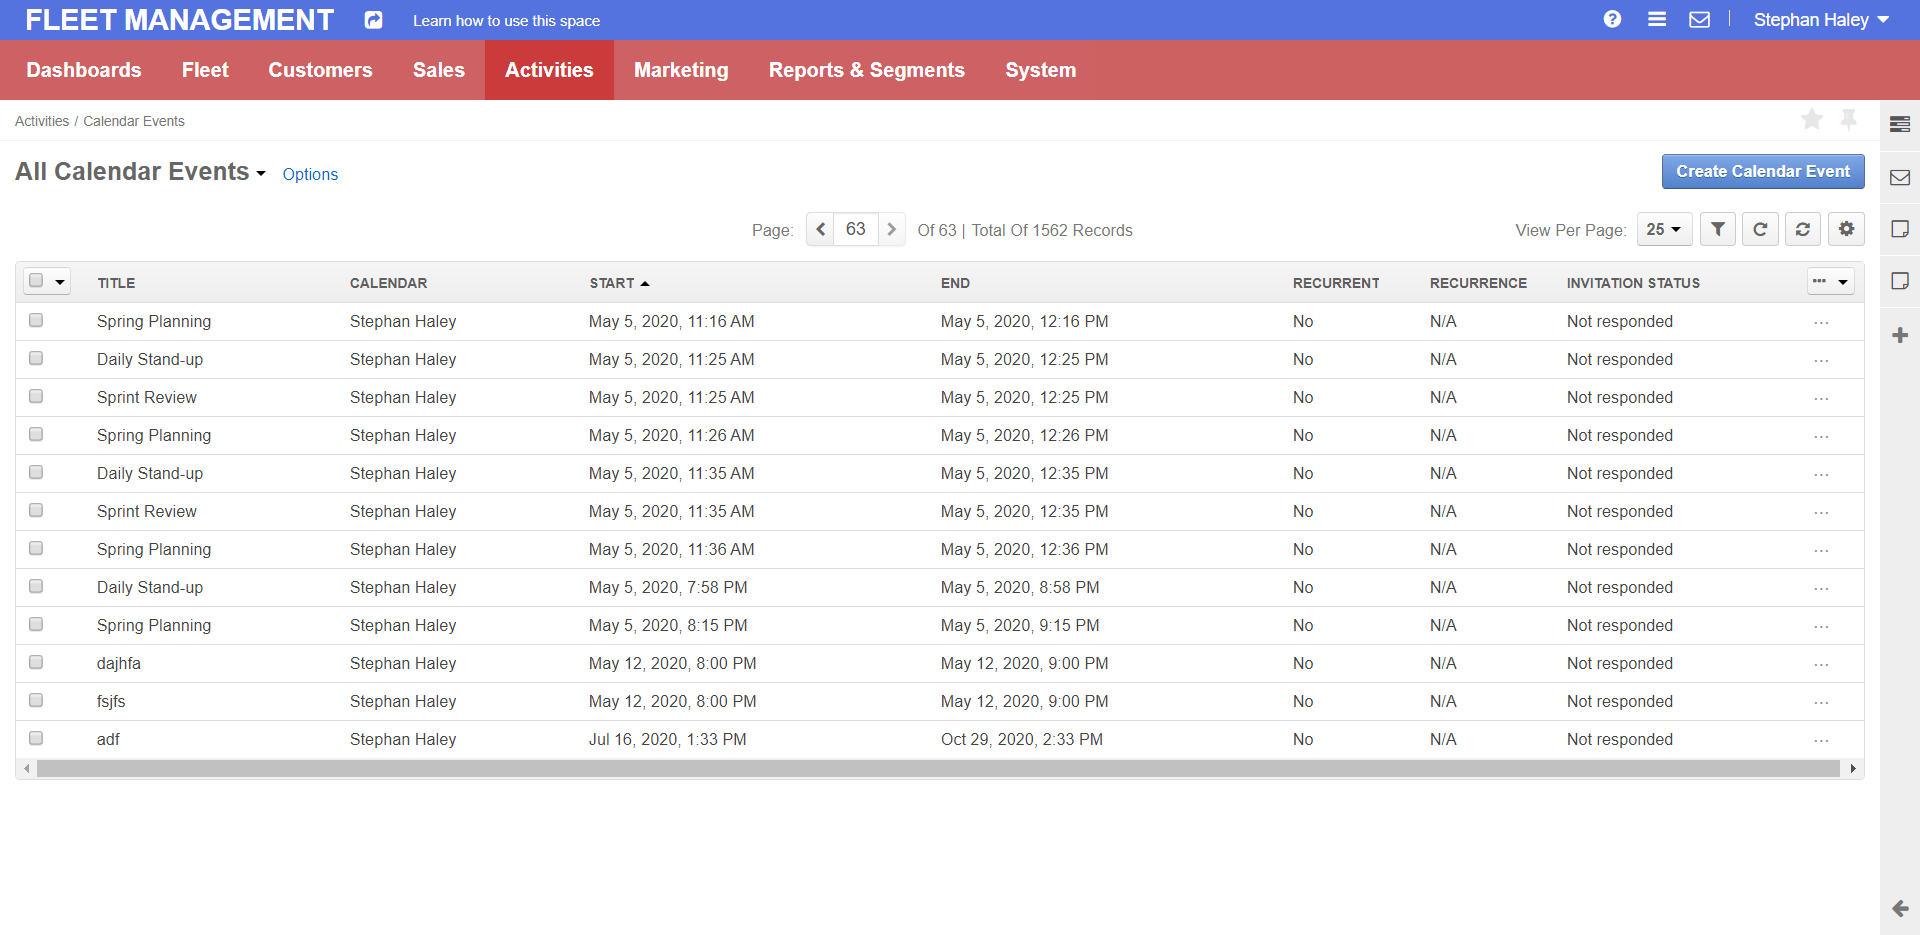 FLEET MANAGEMENT Learn how to use this space Stephan Haley
Dashboards Fleet Customers Sales Activities Marketing Reports & Segments System
Activities / Calendar Events
All Calendar Events Options Create Calendar Event
Page: 63 Of 63 | Total Of 1562 Records View Per Page: 25
TITLE CALENDAR START END RECURRENT RECURRENCE INVITATION STATUS
Spring Planning Stephan Haley May 5, 2020, 11:16 AM May 5, 2020, 12:16 PM No N/A Not responded ...
Daily Stand-up Stephan Haley May 5, 2020, 11:25 AM May 5, 2020, 12:25 PM No N/A Not responded ...
Sprint Review Stephan Haley May 5, 2020, 11:25 AM May 5, 2020, 12:25 PM No N/A Not responded ...
Spring Planning Stephan Haley May 5, 2020, 11:26 AM May 5, 2020, 12:26 PM No N/A Not responded ...
Daily Stand-up Stephan Haley May 5, 2020, 11:35 AM May 5, 2020, 12:35 PM No N/A Not responded ...
Sprint Review Stephan Haley May 5, 2020, 11:35 AM May 5, 2020, 12:35 PM No N/A Not responded ...
Spring Planning Stephan Haley May 5, 2020, 11:36 AM May 5, 2020, 12:36 PM No N/A Not responded ...
Daily Stand-up Stephan Haley May 5, 2020, 7:58 PM May 5, 2020, 8:58 PM No N/A Not responded ...
Spring Planning Stephan Haley May 5, 2020, 8:15 PM May 5, 2020, 9:15 PM No N/A Not responded ...
dajhfa Stephan Haley May 12, 2020, 8:00 PM May 12, 2020, 9:00 PM No N/A Not responded ...
fsjfs Stephan Haley May 12, 2020, 8:00 PM May 12, 2020, 9:00 PM No N/A Not responded ...
adf Stephan Haley Jul 16, 2020, 1:33 PM Oct 29, 2020, 2:33 PM No N/A Not responded ...